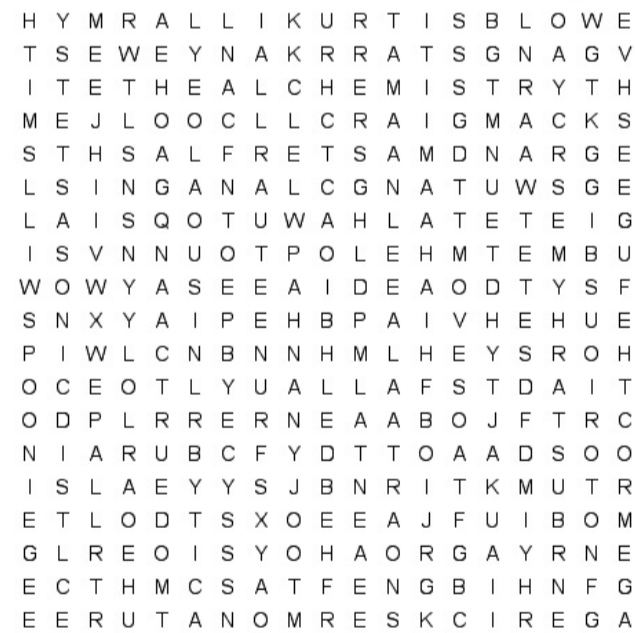 H Y M R A L L I K U R T I S B L O W E
T S E W E Y N A K R R A T S G N A G V
I T E T H E A L C H E M I S T R Y T H
M E J L O O C L L C R A I G M A C K S
S T H S A L F R E T S A M D N A R G E
L S I N G A N A L C G N A T U W S G E
L A I S Q O T U W A H L A T E T E I G
I S V N N U O T P O L E H M T E M B U
W O W Y A S E E A I D E A O D T Y S F
S N X Y A I P E H B P A I V H E H U E
P I W L C N B N N H M L H E Y S R O H
O C E O T L Y U A L L A F S T D A I T
O D P L R R E R N E A A B O J F T R C
N I A R U B C F Y D T T O A A D S O O
I S L A E Y Y S J B N R I T K M U T R
E T L O D T S X O E E A J F U I B O M
G L R E O I S Y O H A O R G A Y R N E
E C T H M C S A T F E N G B I H N F G
E E R U T A N O M R E S K C I R E G A